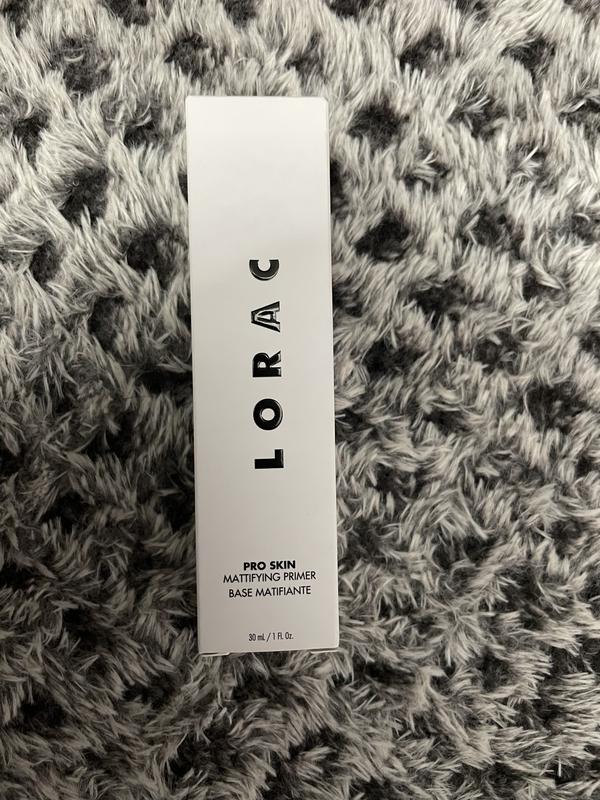 LORAC
PRO SKIN
MATTIFYING PRIMER
BASE MATIFIANTE
30 mL / 1 Fl. Oz.